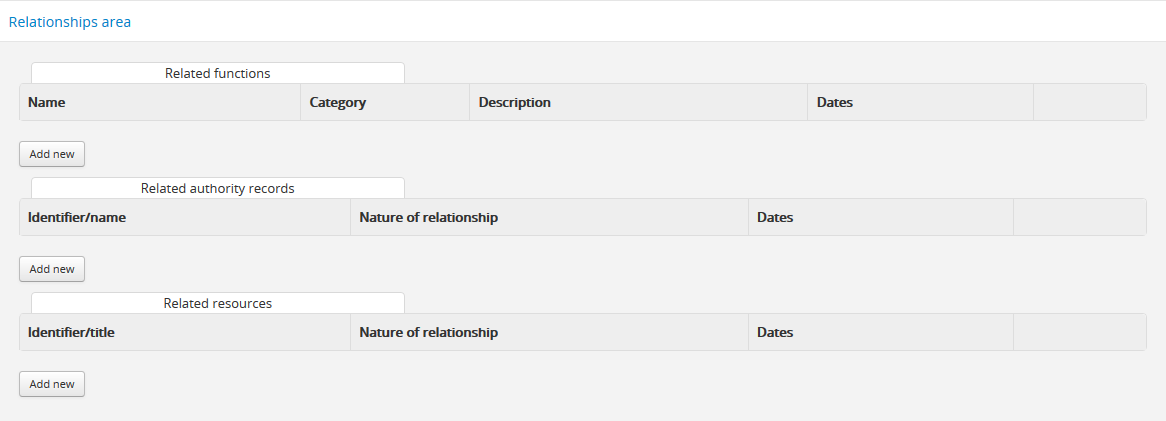 Relationships area
Related functions
Name Category Description Dates
Add new
Related authority records
Identifier/name Nature of relationship Dates
Add new
Related resources
Identifier/title Nature of relationship Dates
Add new